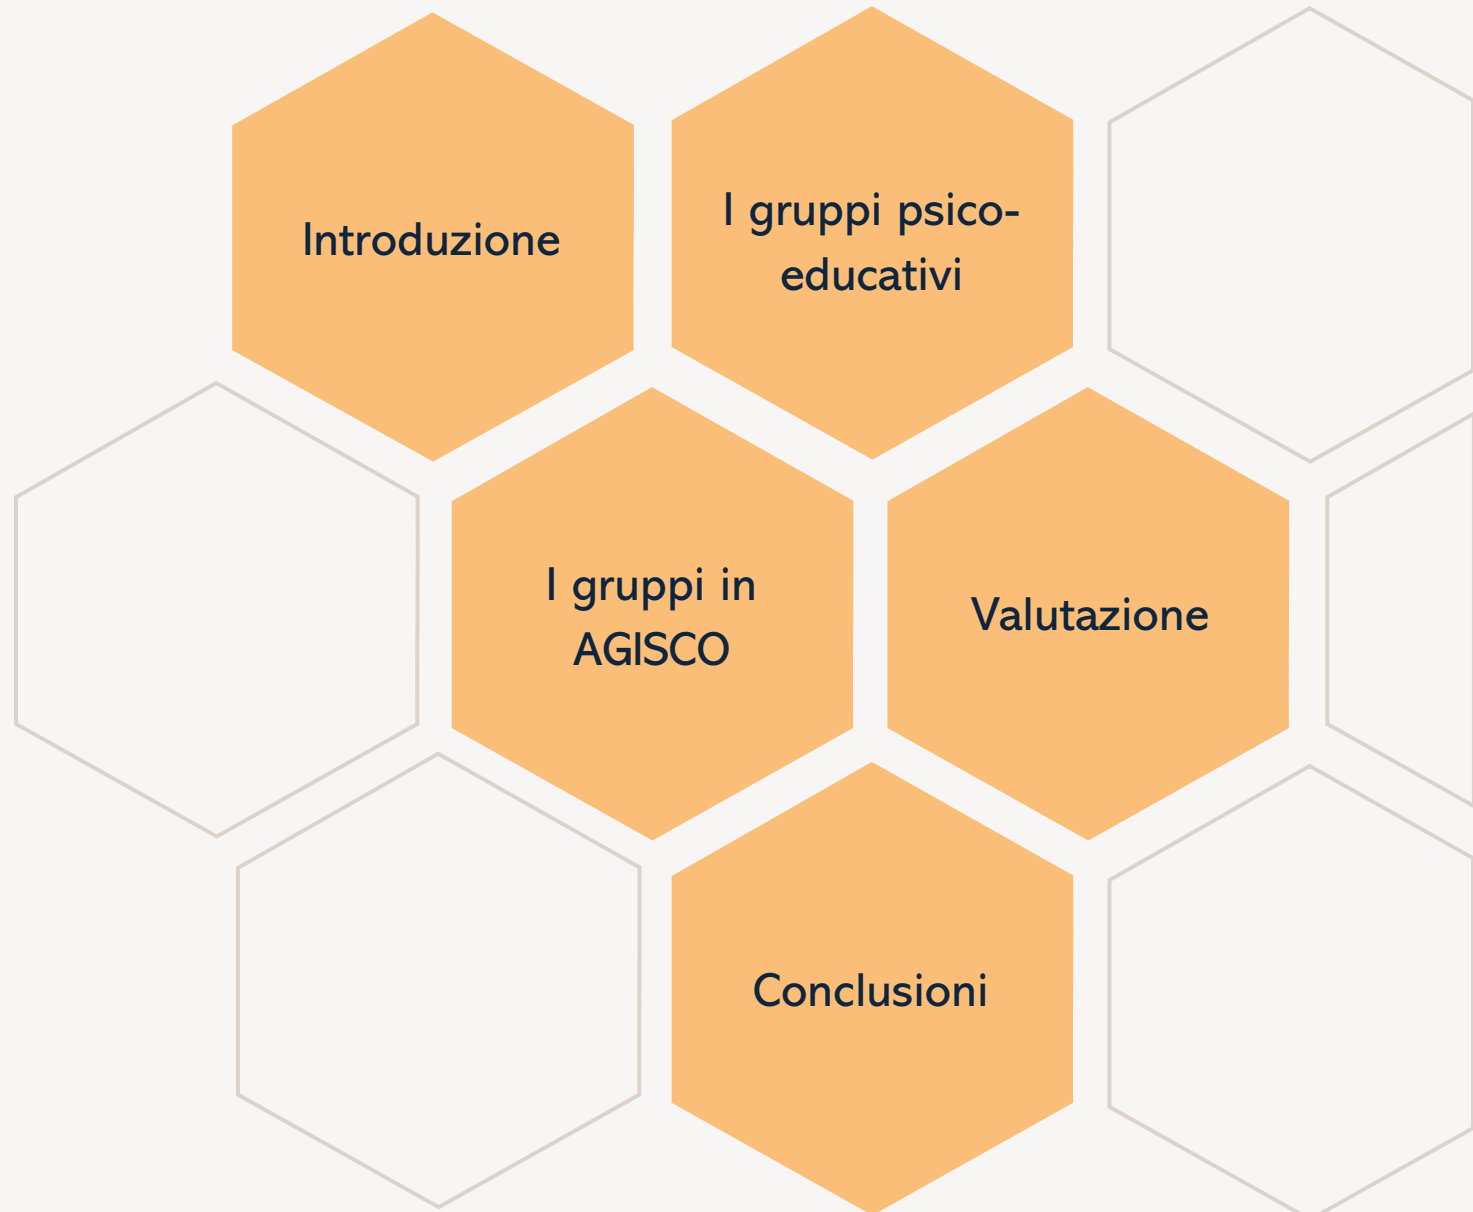 Introduzione
I gruppi psico-
educativi
I gruppi in
AGISCO
Valutazione
Conclusioni